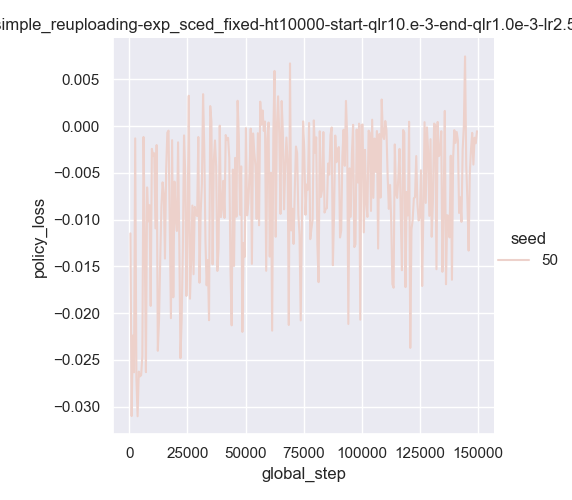 simple_reuploading-exp_sced_fixed-ht10000-start-qlr10.e-3-end-qlr1.0e-3-lr2.5
0.005
0.000
−0.005
−0.010
−0.015
−0.020
−0.025
−0.030
policy_loss
seed
50
0 25000 50000 75000 100000 125000 150000
global_step